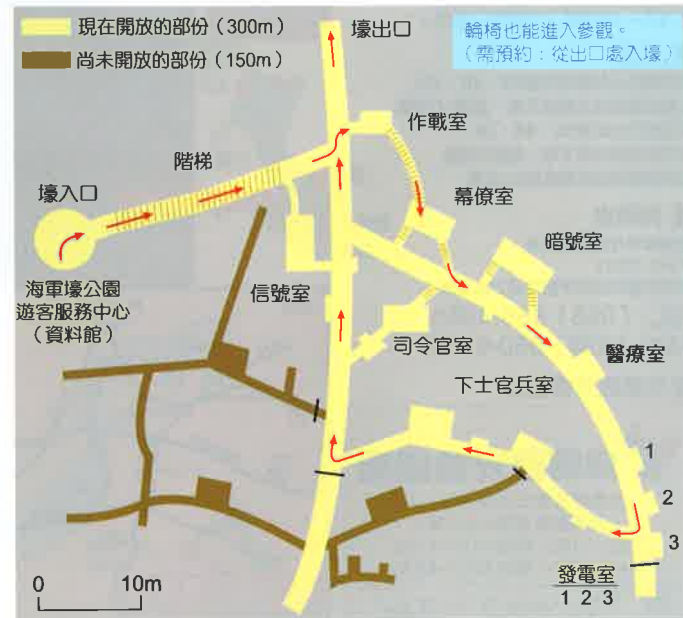 現在開放的部份（300m）
尚未開放的部份（150m）
輪椅也能進入參觀。
（需預約：從出口處入壕）
壕出口
作戰室
階梯
壕入口
幕僚室
暗號室
海軍壕公園
遊客服務中心
（資料館）
信號室
司令官室
醫療室
下士官兵室
1
2
3
發電室
1 2 3
0 10m